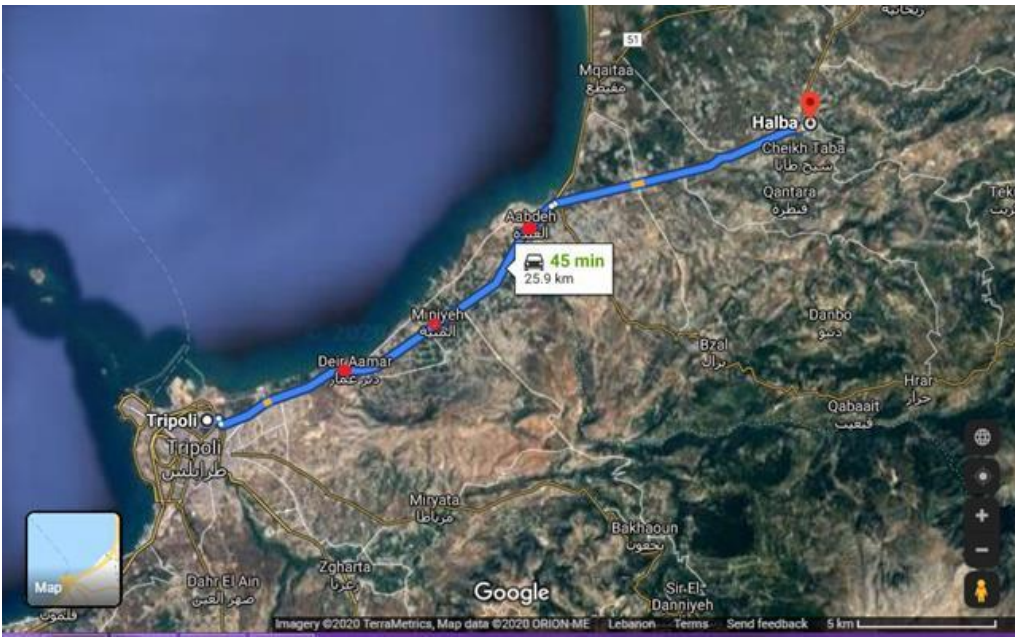 رنحانية
51
Mqaitaa
مقيطع
Halba
Cheikh Taba
شيخ طابا
Qantara
قنطرة
Aabdeh
العبدة
45 min
25.9 km
Miniyeh
المنية
Danbo
دنبو
Bzal
بزال
Deir Aamar
دير عمار
Hrar
حرار
Qabaait
قبعيت
Tripoli
Tripoli
طرابلس
Miryata
مرياطا
Bakhaoun
بخعون
Zgharta
زغرتا
Dahr El Ain
ضهر العين
Sir El-
Danniyeh
Map
Google
Imagery ©2020 TerraMetrics, Map data ©2020 ORION-ME Lebanon Terms Send feedback 5 km